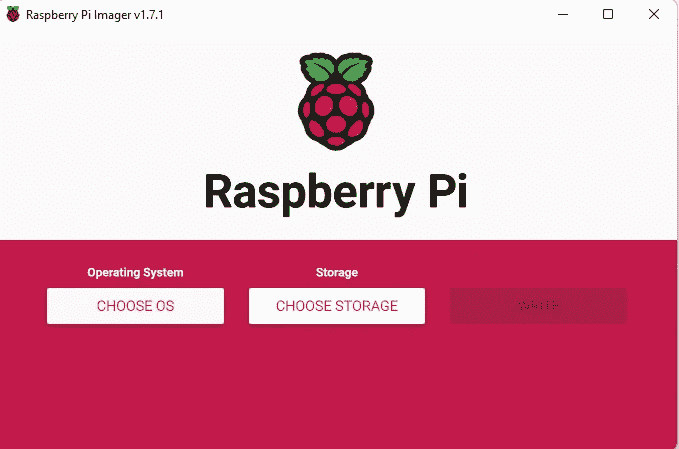 Raspberry Pi Imager v1.7.1
Raspberry Pi
Operating System
Storage
CHOOSE OS
CHOOSE STORAGE